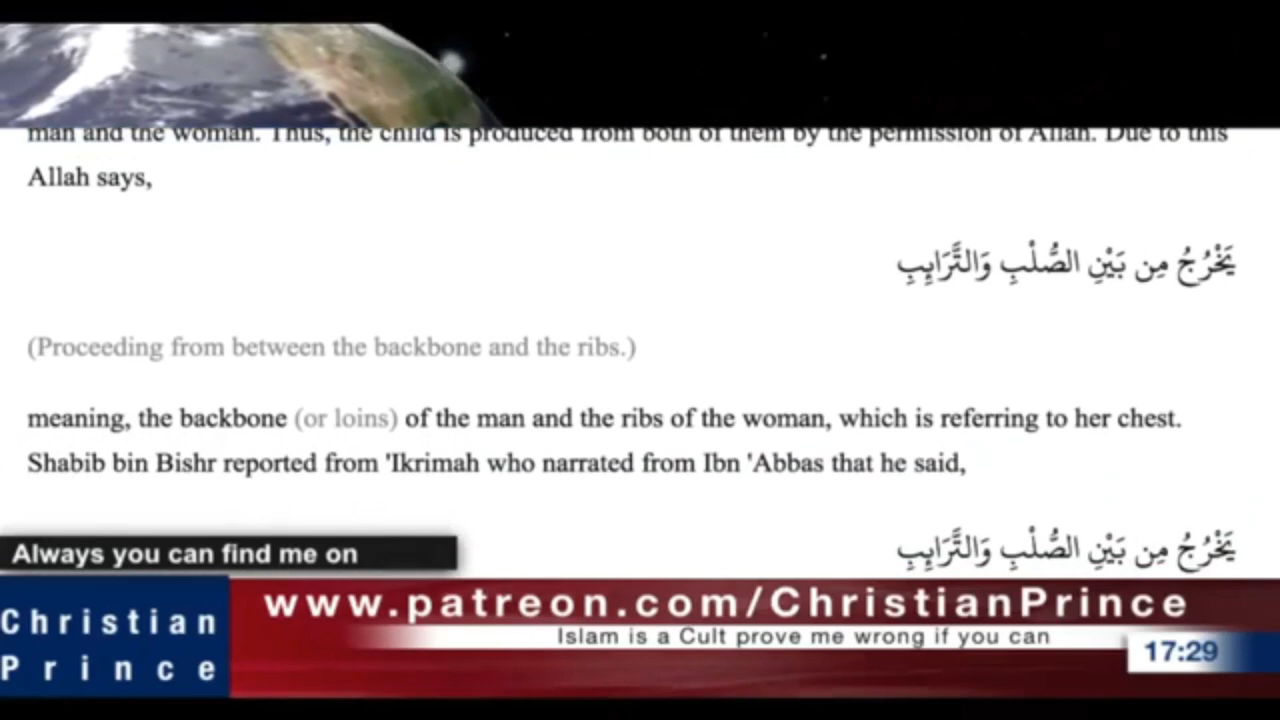 man and the woman. Thus, the child is produced from both of them by the permission of Allah. Due to this
Allah says,
يَخْرُجُ مِن بَيْنِ الصُّلْبِ وَالتَّرَايِبِ
(Proceeding from between the backbone and the ribs.)
meaning, the backbone (or loins) of the man and the ribs of the woman, which is referring to her chest.
Shabib bin Bishr reported from 'Ikrimah who narrated from Ibn 'Abbas that he said,
يَخْرُجُ مِن بَيْنِ الصُّلْبِ وَالتَّرَايِبِ
Always you can find me on
Christian
Prince
www.patreon.com/ChristianPrince
Islam is a Cult prove me wrong if you can
17:29